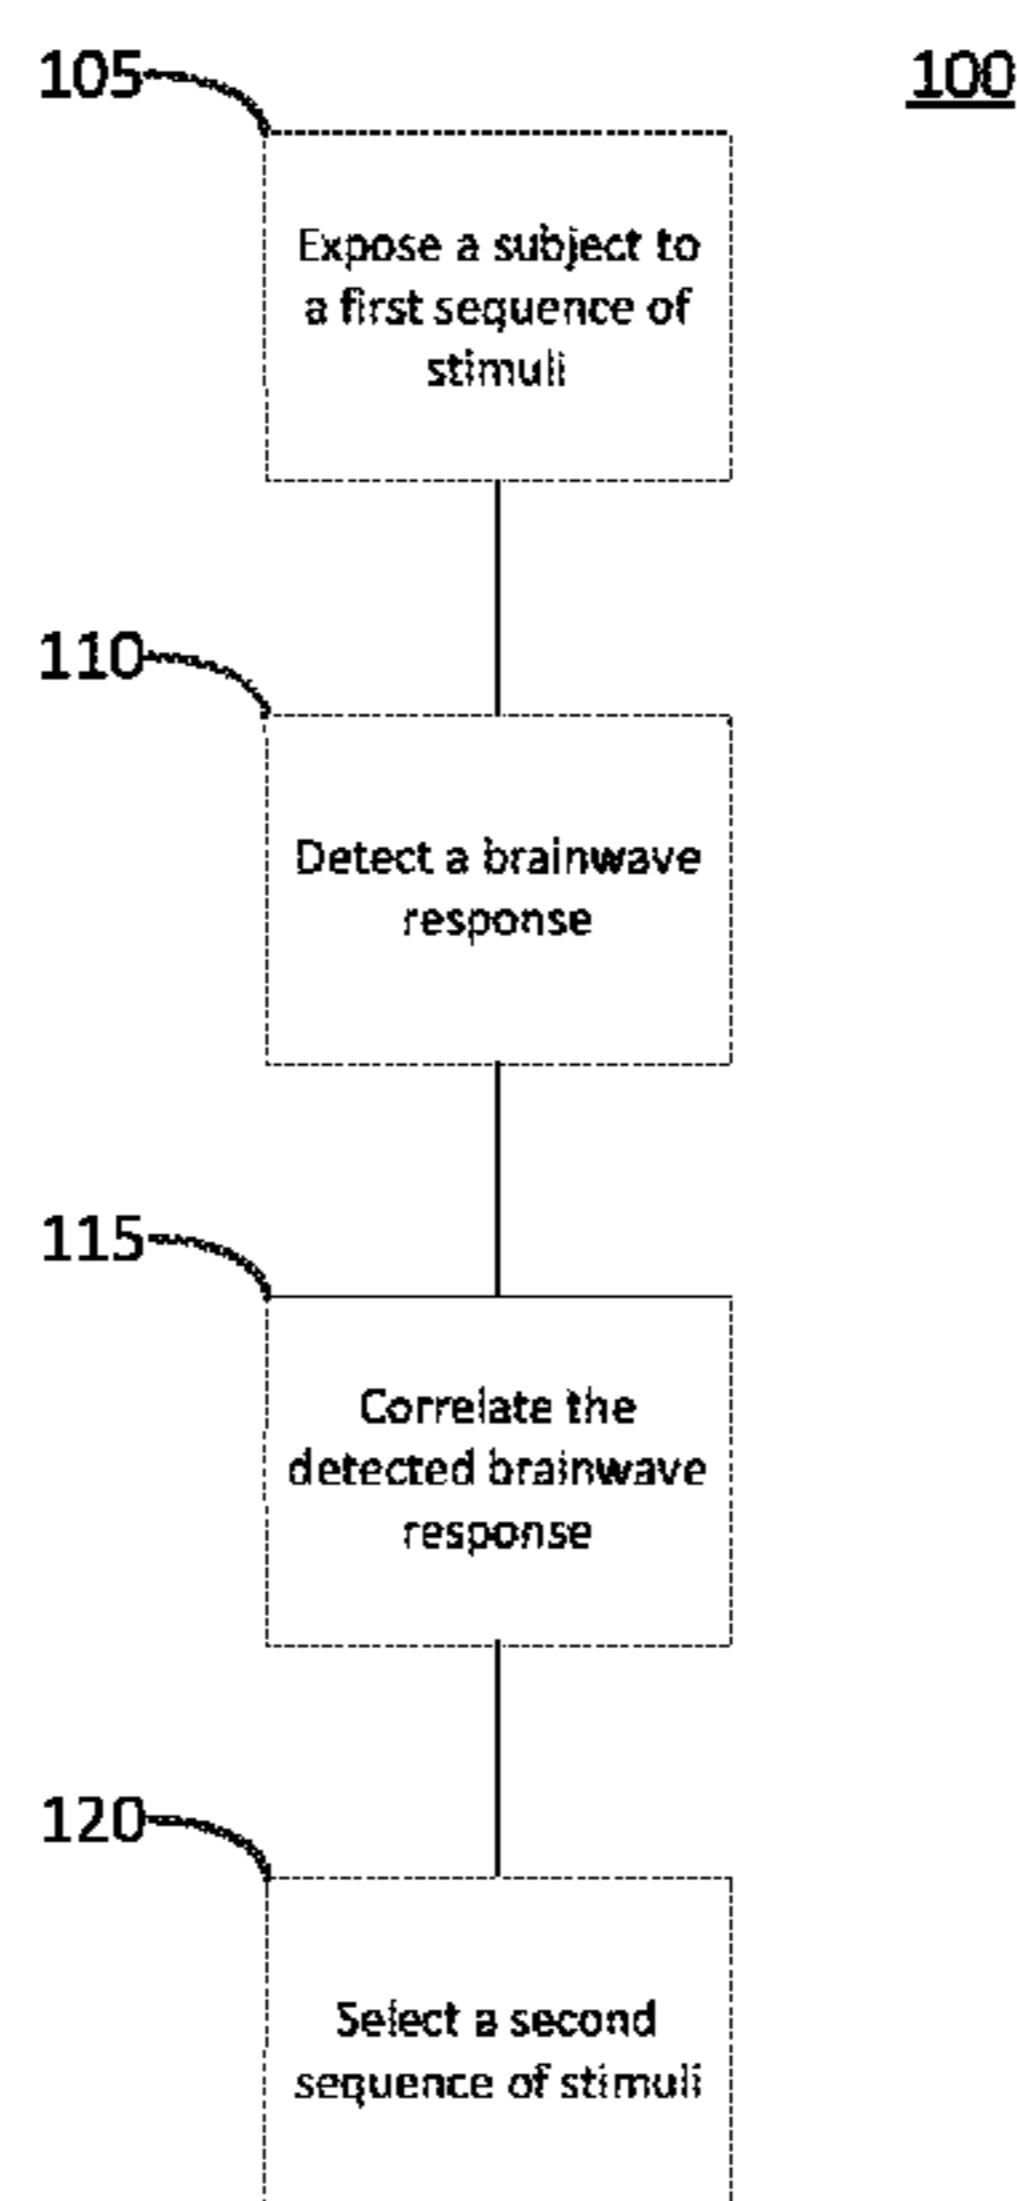 105
100
Expose a subject to
a first sequence of
stimuli
110
Detect a brainwave
response
115
Correlate the
detected brainwave
response
120
Select a second
sequence of stimuli